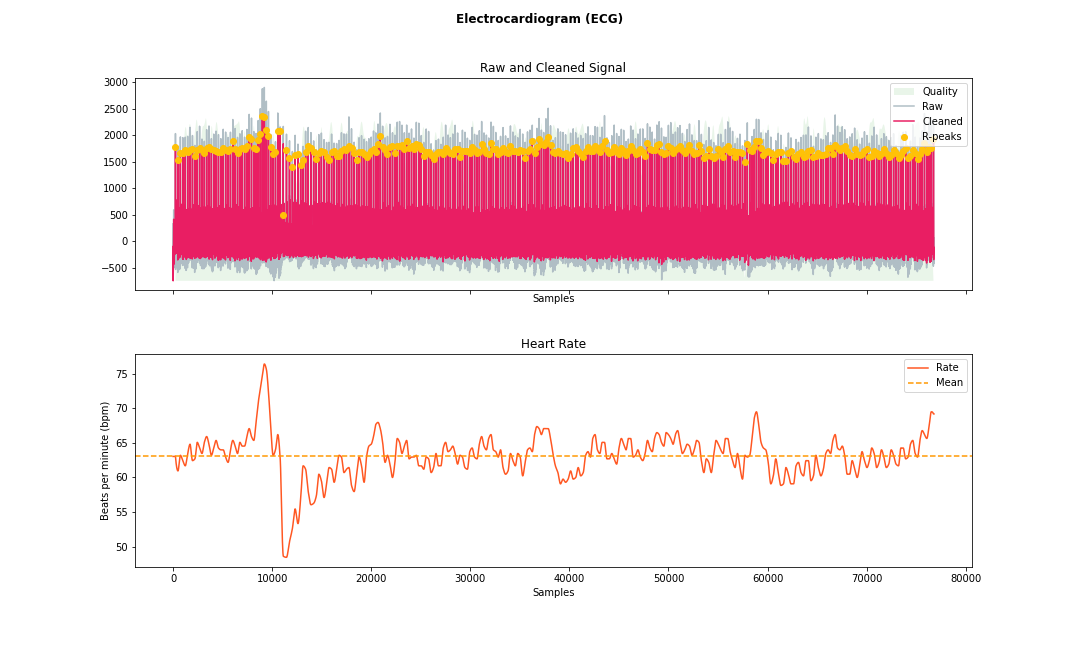 Electrocardiogram (ECG)
Raw and Cleaned Signal
3000
2500
2000
1500
1000
500
0
−500
Quality
Raw
Cleaned
R-peaks
Samples
Heart Rate
Beats per minute (bpm)
75
70
65
60
55
50
Rate
Mean
0 10000 20000 30000 40000 50000 60000 70000 80000
Samples